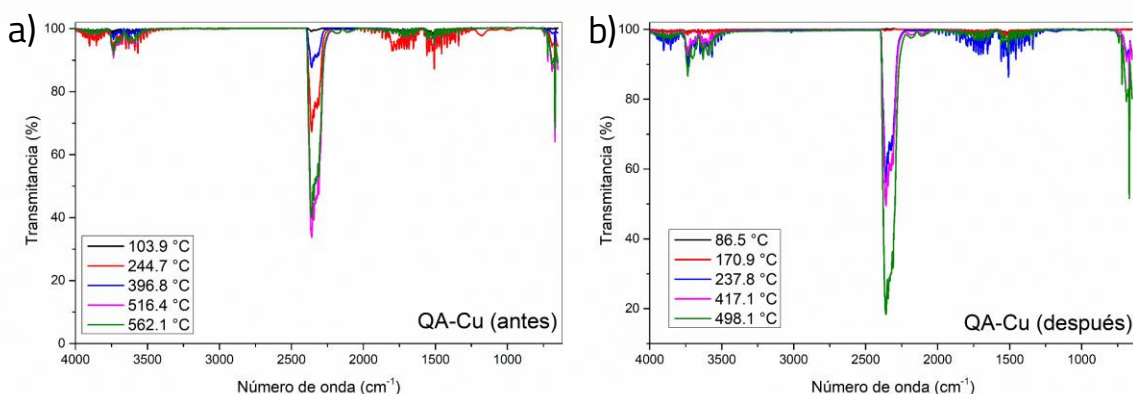 a)
100
80
60
40
20
0
Transmitancia (%)
103.9 °C
244.7 °C
396.8 °C
516.4 °C
562.1 °C
QA-Cu (antes)
4000 3500 3000 2500 2000 1500 1000
Número de onda (cm⁻¹)
b)
100
80
60
40
20
Transmitancia (%)
86.5 °C
170.9 °C
237.8 °C
417.1 °C
498.1 °C
QA-Cu (después)
4000 3500 3000 2500 2000 1500 1000
Número de onda (cm⁻¹)